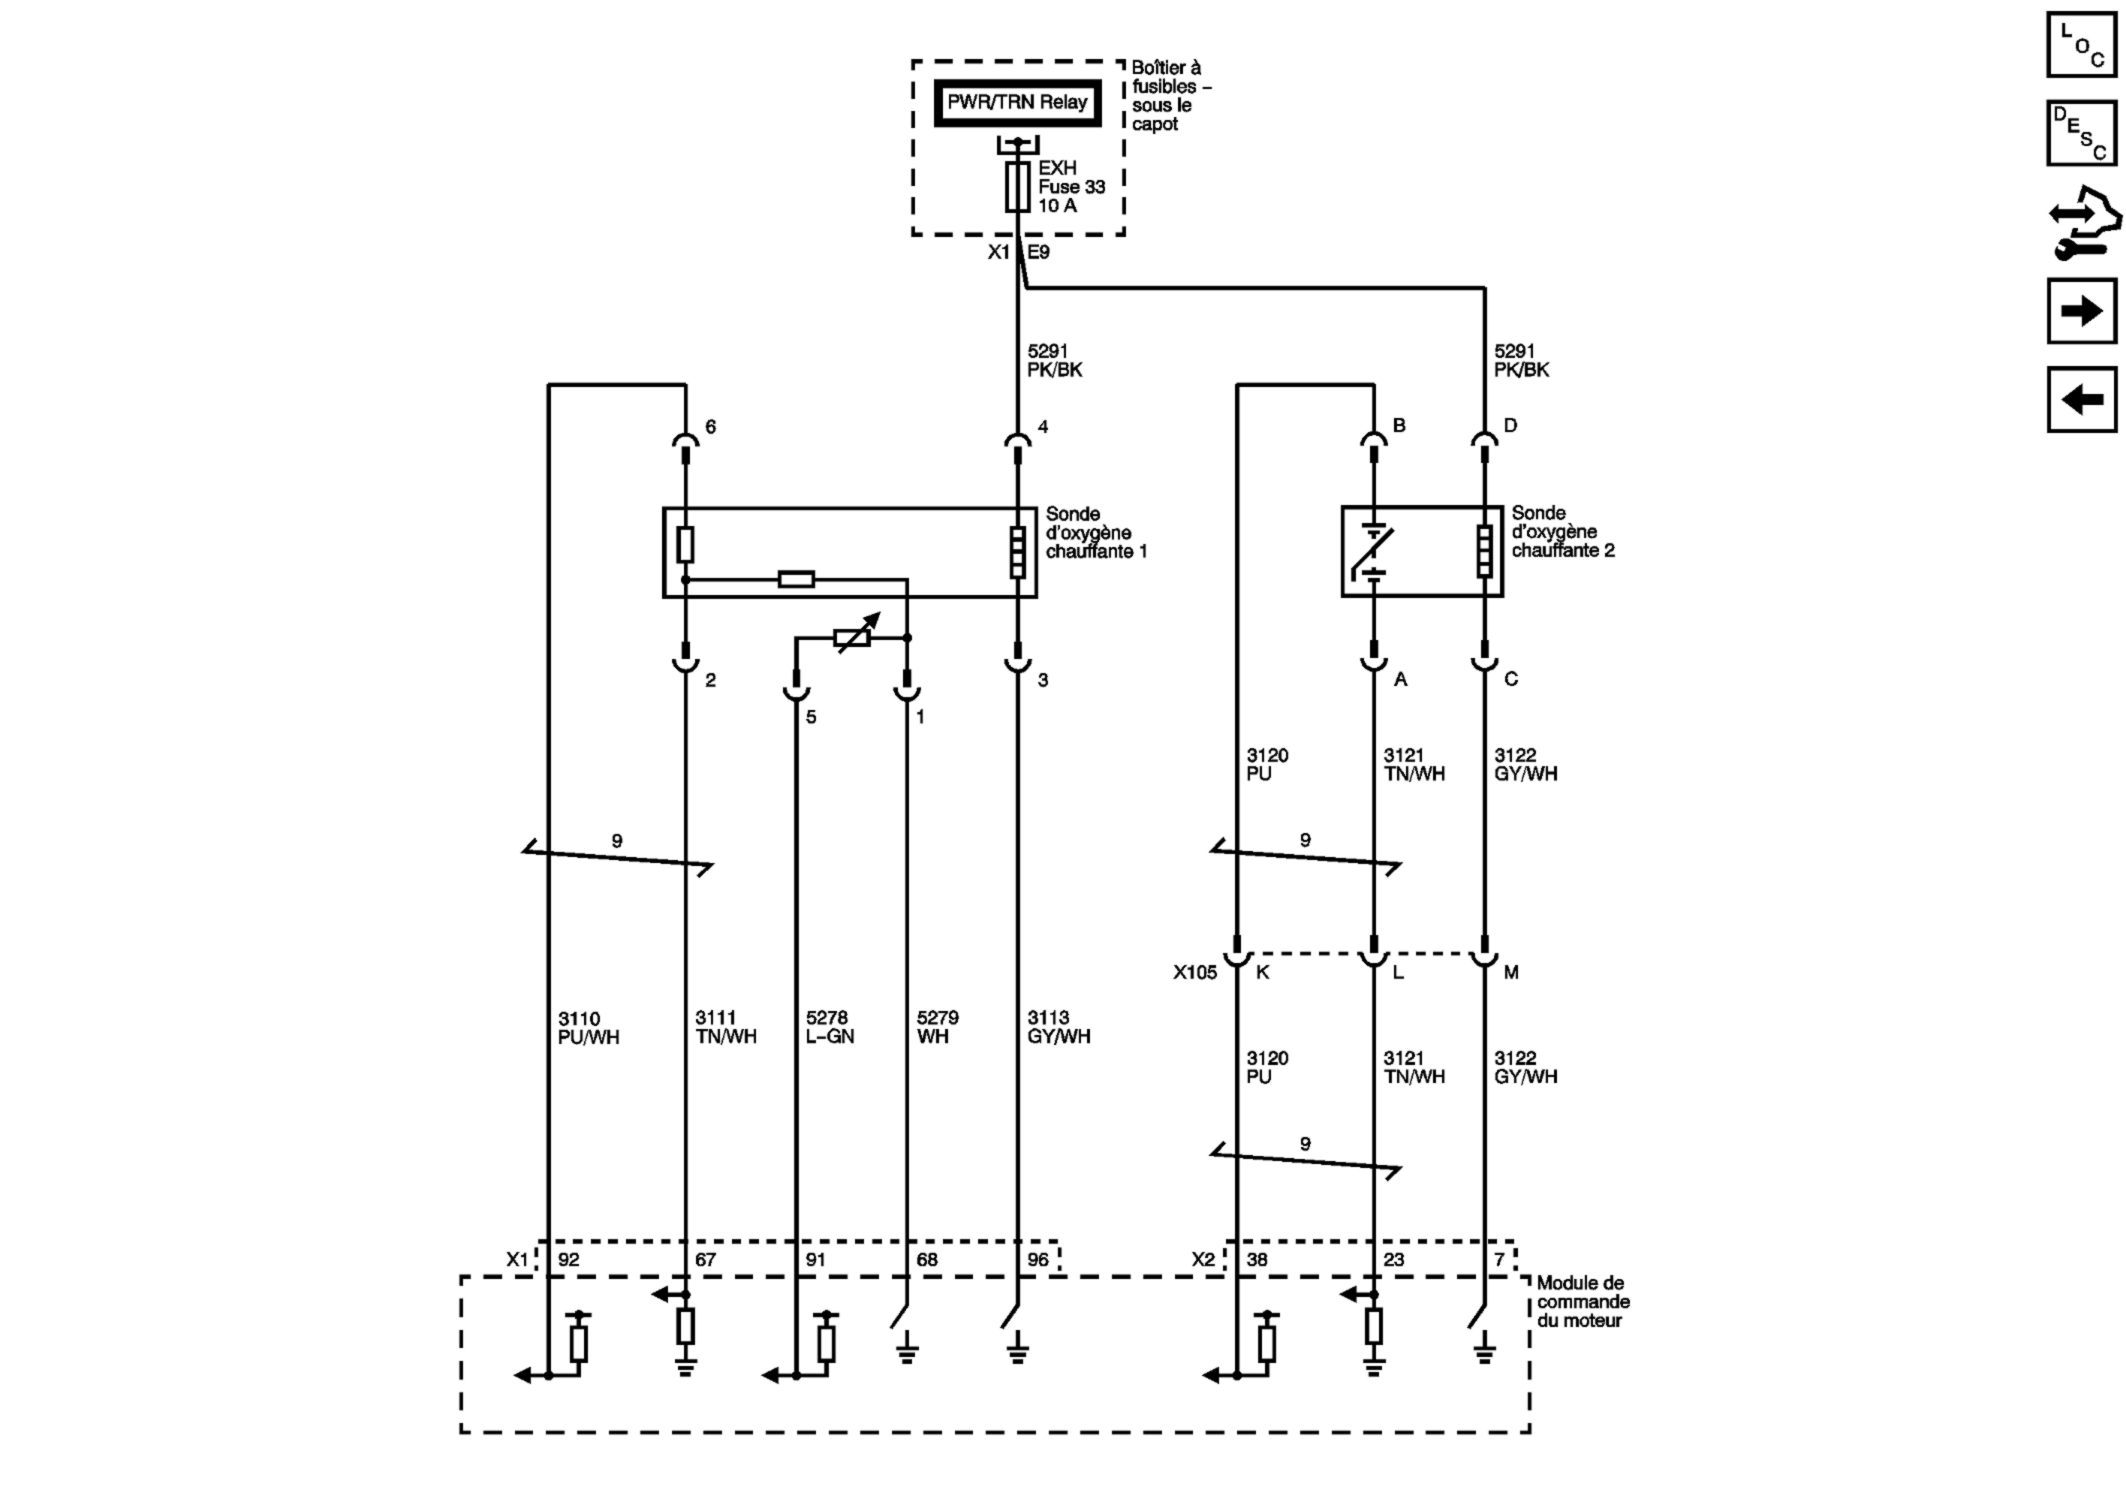 LOC
DESC
Boîtier à
fusibles –
sous le
capot
PWR/TRN Relay
EXH
Fuse 33
10 A
X1 E9
5291
PK/BK
5291
PK/BK
6
4
B
D
Sonde
d'oxygène
chauffante 1
Sonde
d'oxygène
chauffante 2
2
5
1
3
A
C
3120
PU
3121
TN/WH
3122
GY/WH
9
9
X105 K L M
3110
PU/WH
3111
TN/WH
5278
L-GN
5279
WH
3113
GY/WH
3120
PU
3121
TN/WH
3122
GY/WH
9
X1 92 67 91 68 96
X2 38 23 7
Module de
commande
du moteur